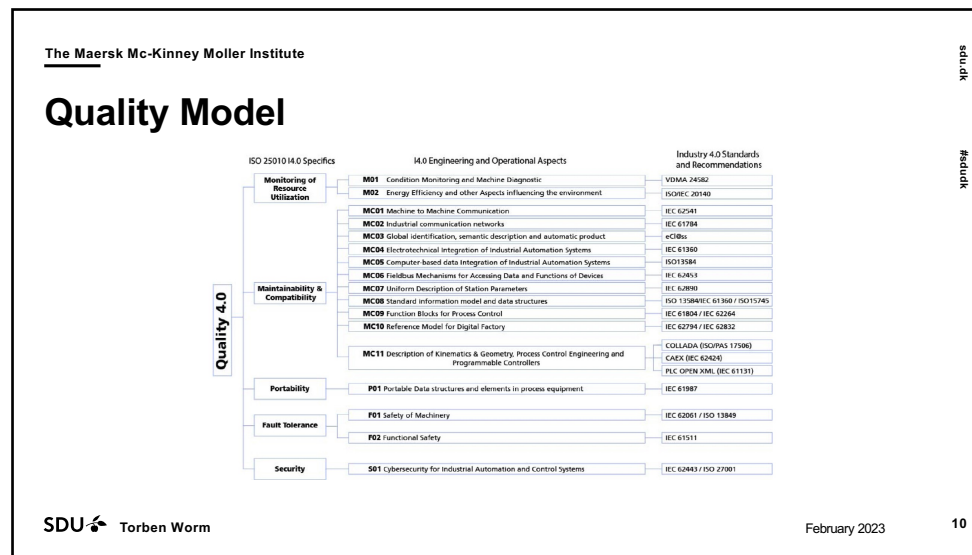 The Maersk Mc-Kinney Moller Institute
sdu.dk
#sdudk
Quality Model
ISO 25010 I4.0 Specifics
I4.0 Engineering and Operational Aspects
Industry 4.0 Standards
and Recommendations
Quality 4.0
Monitoring of
Resource
Utilization
M01 Condition Monitoring and Machine Diagnostic
VDMA 24582
M02 Energy Efficiency and other Aspects influencing the environment
ISO/IEC 20140
Maintainability &
Compatibility
MC01 Machine to Machine Communication
IEC 62541
MC02 Industrial communication networks
IEC 61784
MC03 Global identification, semantic description and automatic product
eCl@ss
MC04 Electrotechnical Integration of Industrial Automation Systems
IEC 61360
MC05 Computer-based data Integration of Industrial Automation Systems
ISO13584
MC06 Fieldbus Mechanisms for Accessing Data and Functions of Devices
IEC 62453
MC07 Uniform Description of Station Parameters
IEC 62890
MC08 Standard information model and data structures
ISO 13584/IEC 61360 / ISO15745
MC09 Function Blocks for Process Control
IEC 61804 / IEC 62264
MC10 Reference Model for Digital Factory
IEC 62794 / IEC 62832
MC11 Description of Kinematics & Geometry, Process Control Engineering and
Programmable Controllers
COLLADA (ISO/PAS 17506)
CAEX (IEC 62424)
PLC OPEN XML (IEC 61131)
Portability
P01 Portable Data structures and elements in process equipment
IEC 61987
Fault Tolerance
F01 Safety of Machinery
IEC 62061 / ISO 13849
F02 Functional Safety
IEC 61511
Security
S01 Cybersecurity for Industrial Automation and Control Systems
IEC 62443 / ISO 27001
SDU Torben Worm
February 2023
10